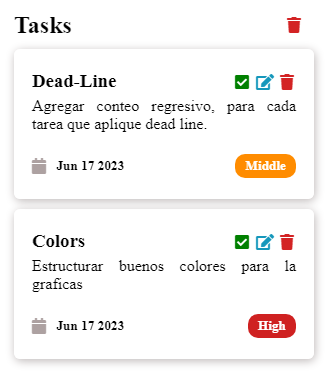 Tasks
Dead-Line
Agregar conteo regresivo, para cada
tarea que aplique dead line.
Jun 17 2023
Middle
Colors
Estructurar buenos colores para la
graficas
Jun 17 2023
High